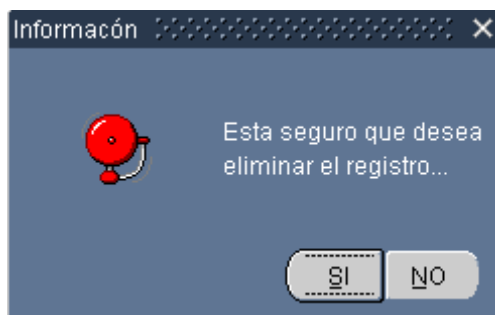 Informacón
Esta seguro que desea
eliminar el registro...
SI NO